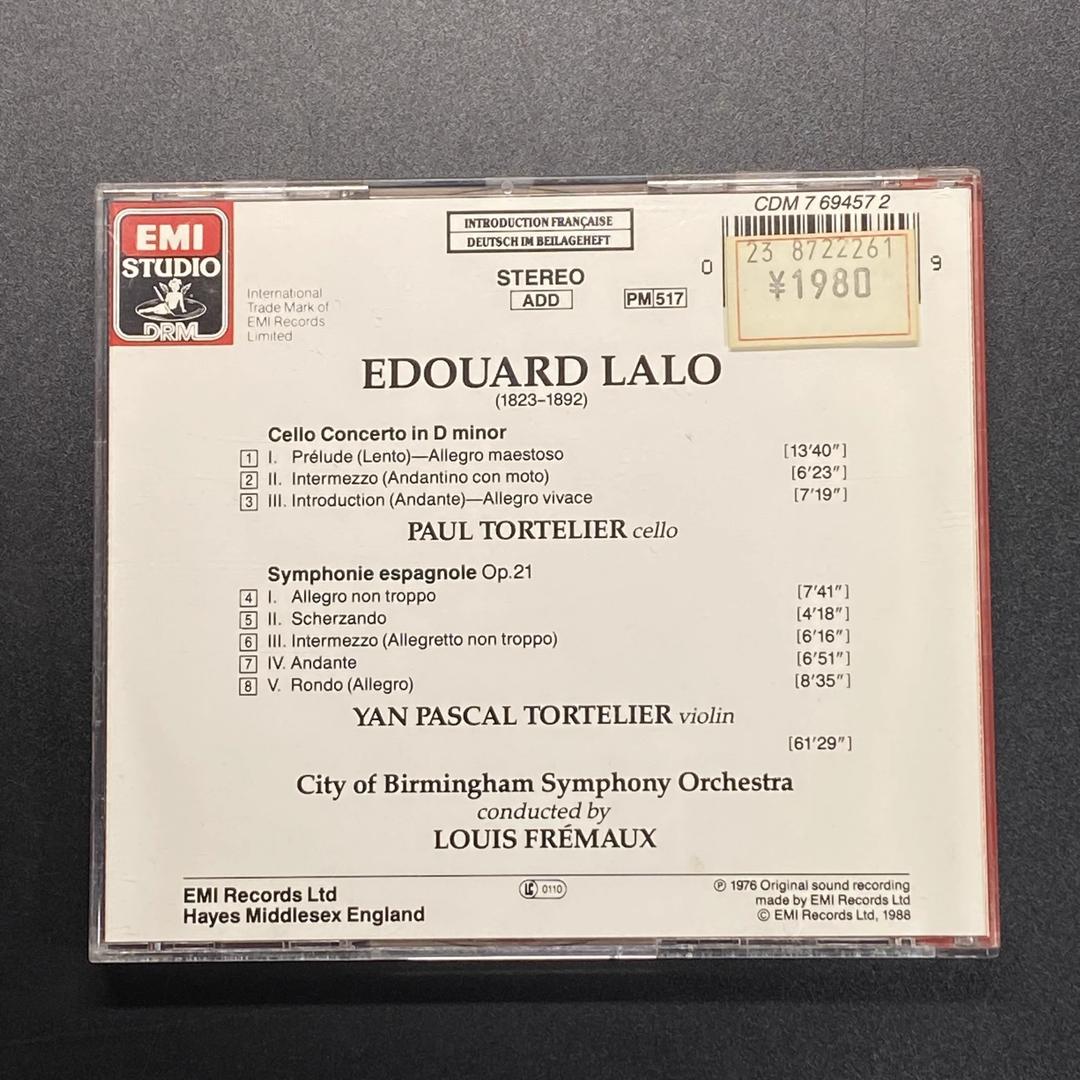 CDM 7 69457 2
INTRODUCTION FRANÇAISE
DEUTSCH IM BEILAGEHEFT
EMI
STUDIO
DRM
International
Trade Mark of
EMI Records
Limited
STEREO
ADD
PM 517
0
9
23 8722261
¥1980
EDOUARD LALO
(1823–1892)
Cello Concerto in D minor
1 I. Prélude (Lento)—Allegro maestoso [13'40"]
2 II. Intermezzo (Andantino con moto) [6'23"]
3 III. Introduction (Andante)—Allegro vivace [7'19"]
PAUL TORTELIER cello
Symphonie espagnole Op.21
4 I. Allegro non troppo [7'41"]
5 II. Scherzando [4'18"]
6 III. Intermezzo (Allegretto non troppo) [6'16"]
7 IV. Andante [6'51"]
8 V. Rondo (Allegro) [8'35"]
YAN PASCAL TORTELIER violin
[61'29"]
City of Birmingham Symphony Orchestra
conducted by
LOUIS FRÉMAUX
EMI Records Ltd
Hayes Middlesex England
LC 0110
℗ 1976 Original sound recording
made by EMI Records Ltd
© EMI Records Ltd, 1988